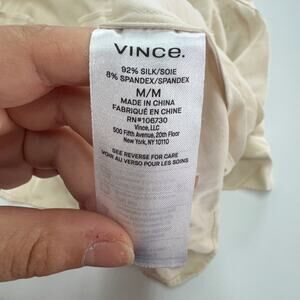 VINCE.
92% SILK/SOIE
8% SPANDEX/SPANDEX
M/M
MADE IN CHINA
FABRIQUÉ EN CHINE
RN#106730
Vince, LLC
500 Fifth Avenue, 20th Floor
New York, NY 10110
SEE REVERSE FOR CARE
VOIR AU VERSO POUR LES SOINS